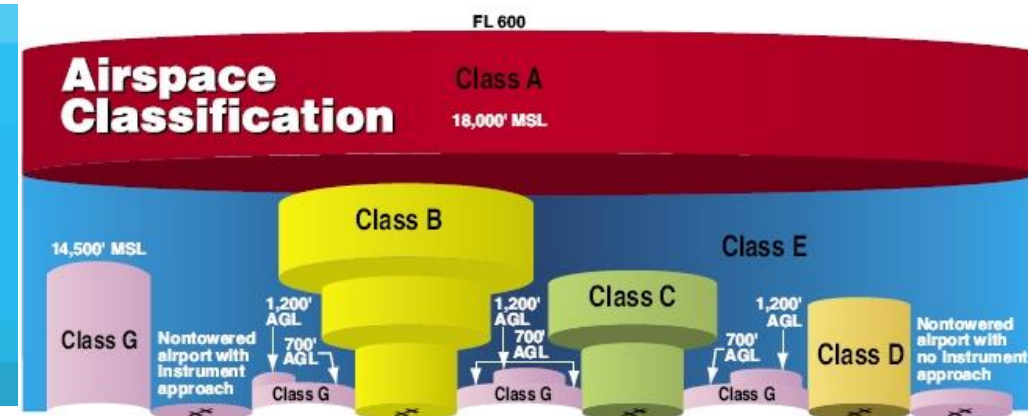 FL 600
Airspace
Classification
Class A
18,000' MSL
Class B
Class E
14,500' MSL
Class C
1,200'
AGL
700'
AGL
1,200'
AGL
700'
AGL
1,200'
AGL
700'
AGL
Class G
Nontowered
airport with
Instrument
approach
Class G
Class G
Class G
Class D
Nontowered
airport with
no Instrument
approach